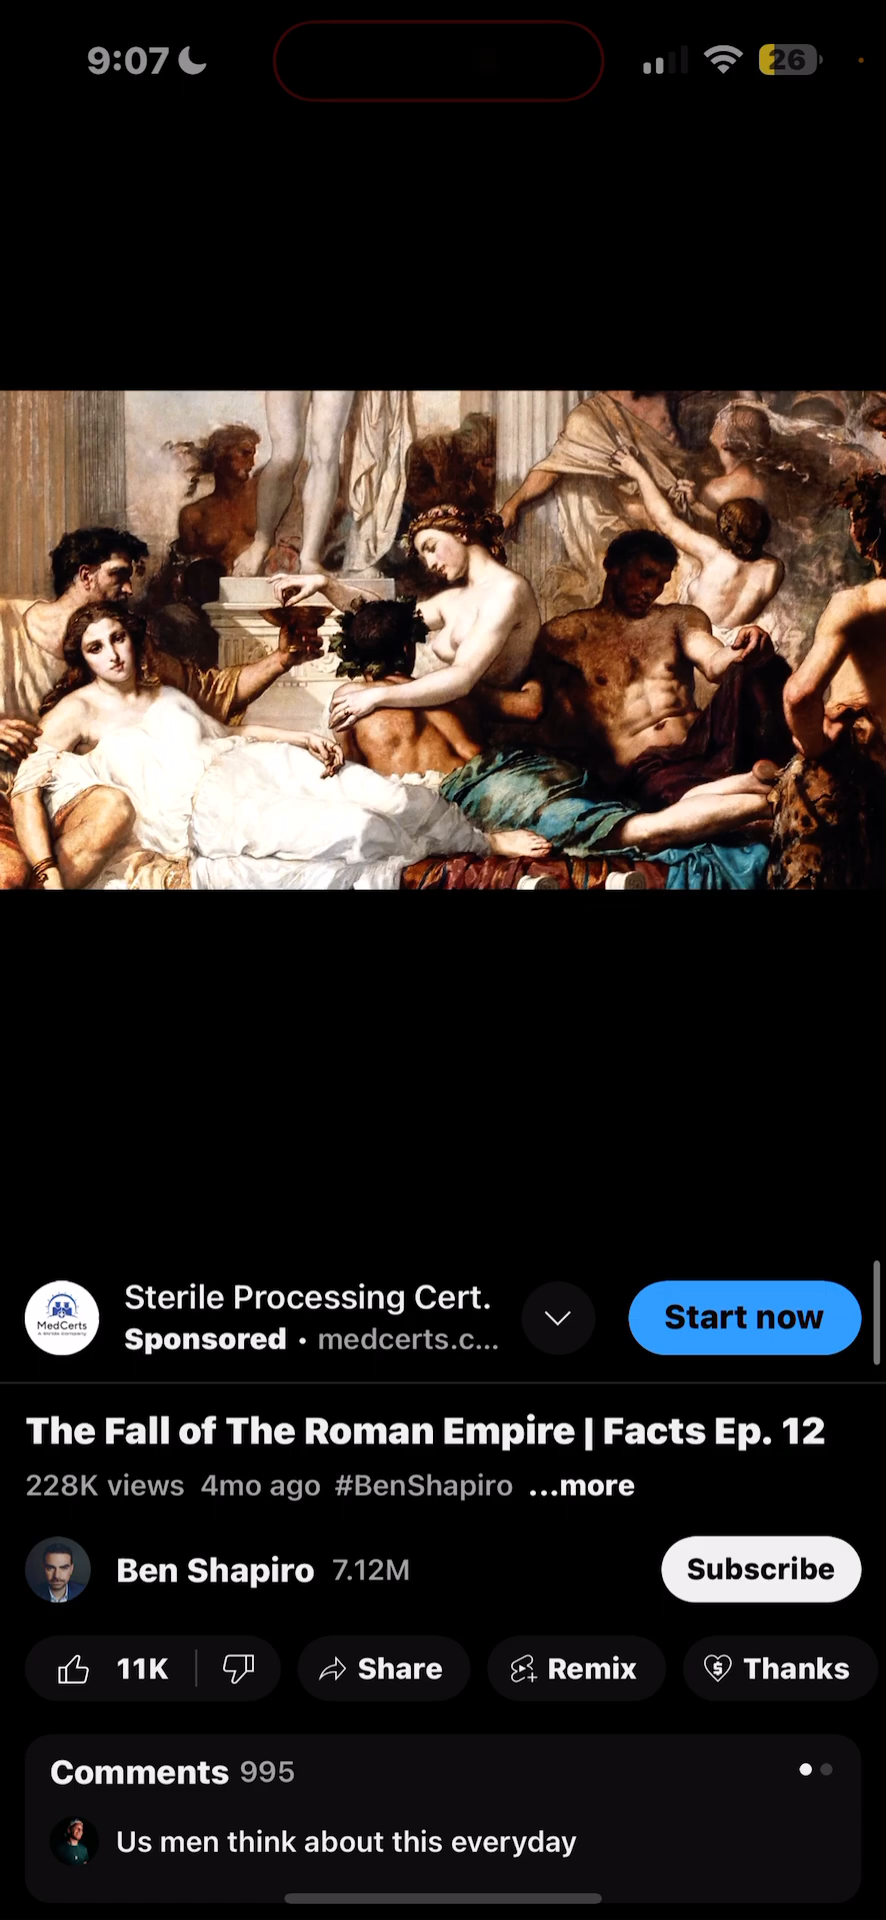 9:07
26
MedCerts
Sterile Processing Cert.
Sponsored • medcerts.c...
Start now
The Fall of The Roman Empire | Facts Ep. 12
228K views 4mo ago #BenShapiro ...more
Ben Shapiro 7.12M
Subscribe
11K
Share
Remix
Thanks
Comments 995
Us men think about this everyday